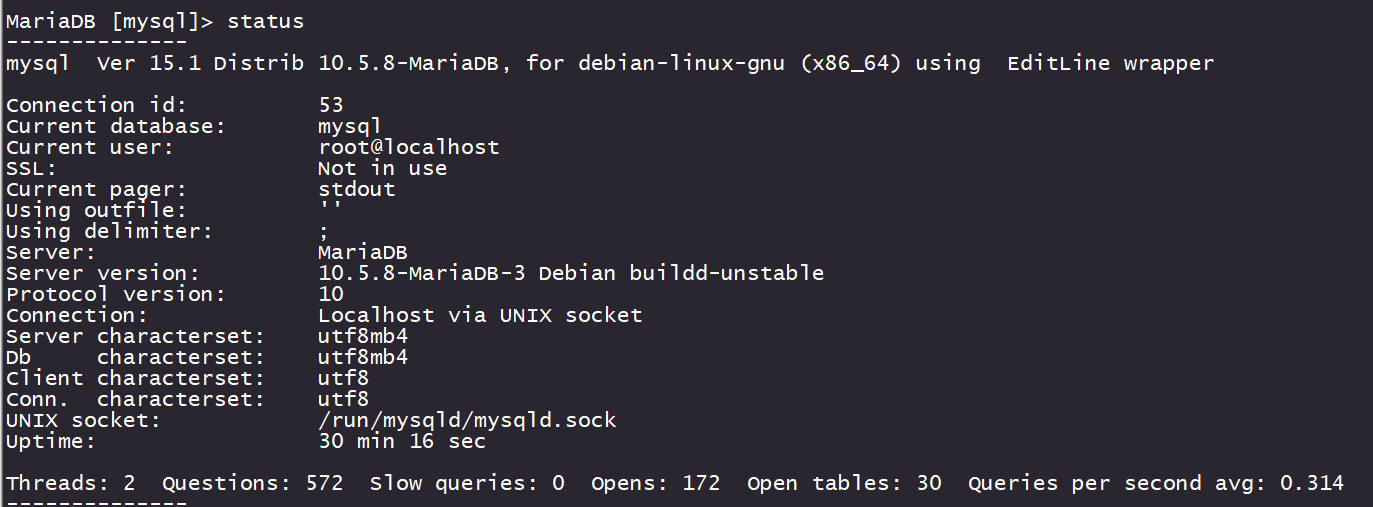 MariaDB [mysql]> status
--------------
mysql  Ver 15.1 Distrib 10.5.8-MariaDB, for debian-linux-gnu (x86_64) using  EditLine wrapper
Connection id:          53
Current database:       mysql
Current user:           root@localhost
SSL:                    Not in use
Current pager:          stdout
Using outfile:          ''
Using delimiter:        ;
Server:                 MariaDB
Server version:         10.5.8-MariaDB-3 Debian buildd-unstable
Protocol version:       10
Connection:             Localhost via UNIX socket
Server characterset:    utf8mb4
Db     characterset:    utf8mb4
Client characterset:    utf8
Conn.  characterset:    utf8
UNIX socket:            /run/mysqld/mysqld.sock
Uptime:                 30 min 16 sec
Threads: 2  Questions: 572  Slow queries: 0  Opens: 172  Open tables: 30  Queries per second avg: 0.314
--------------